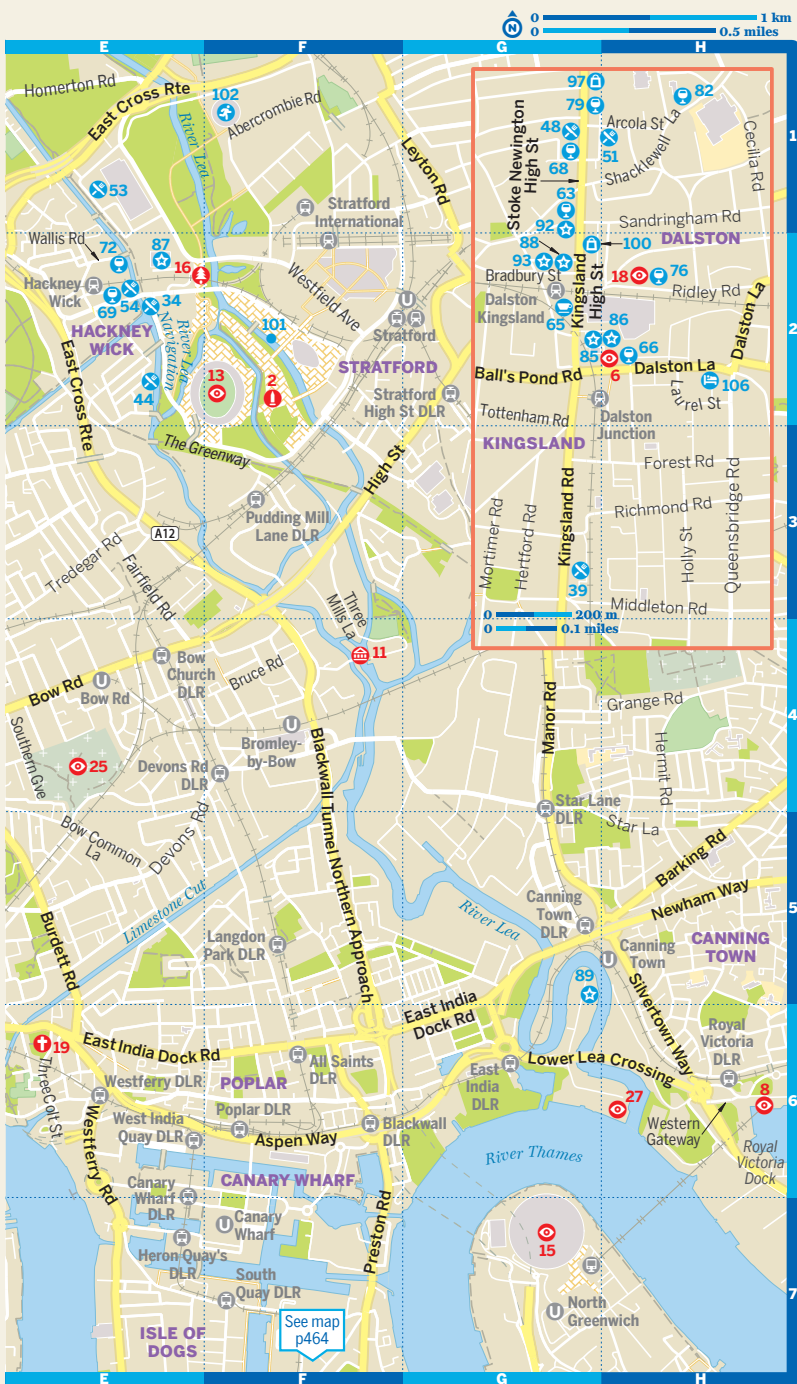 N
0
1 km
0
0.5 miles
E
F
G
H
Homerton Rd
East Cross Rte
102
Abercrombie Rd
River Lea
Leyton Rd
1
53
Stratford
International
Wallis Rd
72
87
16
Hackney
Wick
69
54
34
HACKNEY
WICK
River Lea
Navigation
Westfield Ave
101
Stratford
STRATFORD
2
East Cross Rte
44
13
2
Stratford
High St DLR
The Greenway
High St
97
79
82
48
68
51
Arcola St
Shacklewell La
Cecilia Rd
Stoke Newington
High St
63
92
Sandringham Rd
88
100
DALSTON
93
Bradbury St
18
76
Ridley Rd
Dalston
Kingsland
65
Kingsland
High St
86
85
66
Ball's Pond Rd
6
Dalston La
Dalston La
106
Laurel St
Tottenham Rd
Dalston
Junction
KINGSLAND
Forest Rd
Kingsland Rd
Richmond Rd
Mortimer Rd
Hertford Rd
Holly St
Queensbridge Rd
39
Middleton Rd
0
200 m
0
0.1 miles
Pudding Mill
Lane DLR
3
A12
Tredegar Rd
Fairfield Rd
Three
Mills La
11
Bow
Church
DLR
Bruce Rd
Bow Rd
Bow Rd
Manor Rd
Grange Rd
4
Southern Gve
25
Bromley-
by-Bow
Devons Rd
DLR
Hermit Rd
Blackwall Tunnel Northern Approach
Star Lane
DLR
Star La
Bow Common
La
Devons Rd
Barking Rd
5
Limestone Cut
River Lea
Canning
Town
DLR
Newham Way
Burdett Rd
Langdon
Park DLR
Canning
Town
CANNING
TOWN
89
Silvertown Way
East India
Dock Rd
19
East India Dock Rd
All Saints
DLR
Royal
Victoria
DLR
Lower Lea Crossing
Three Colt St
Westferry DLR
POPLAR
East
India
DLR
27
8
6
Poplar DLR
West India
Quay DLR
Aspen Way
Blackwall
DLR
Western
Gateway
Westferry Rd
River Thames
Royal
Victoria
Dock
Canary
Wharf
DLR
CANARY WHARF
Canary
Wharf
Preston Rd
15
Heron Quay's
DLR
South
Quay DLR
7
North
Greenwich
See map
p464
ISLE OF
DOGS
E
F
G
H